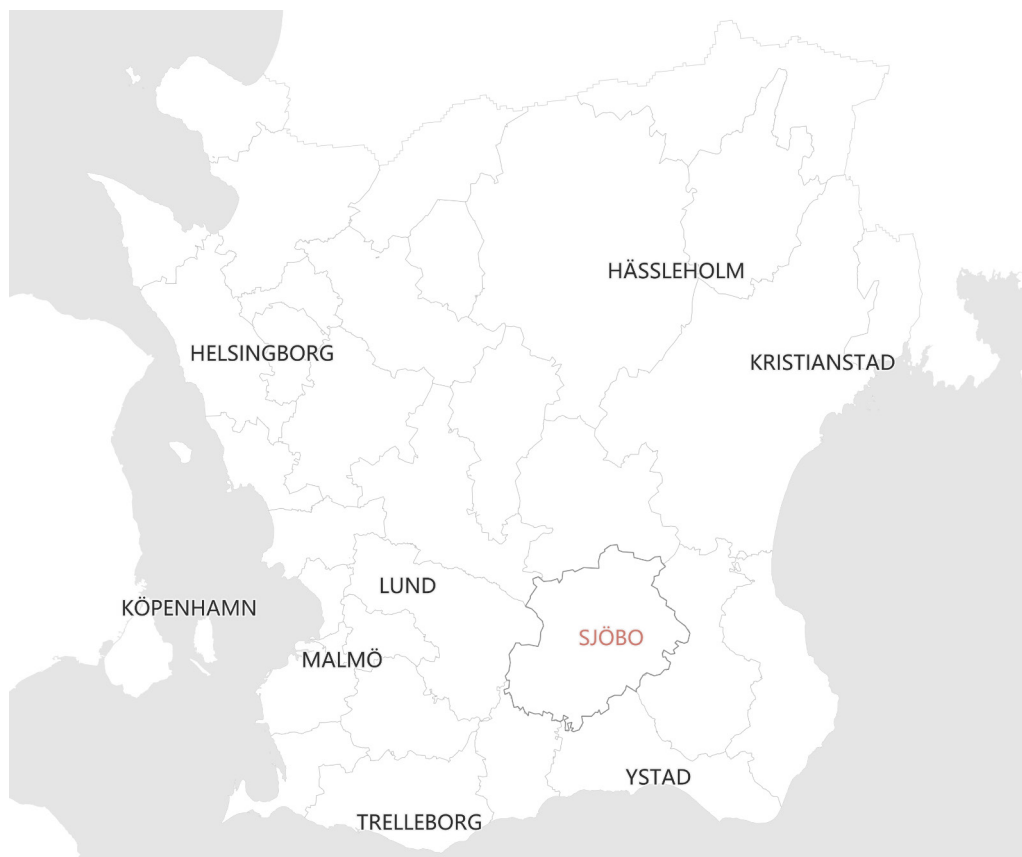 HÄSSLEHOLM
HELSINGBORG
KRISTIANSTAD
LUND
KÖPENHAMN
SJÖBO
MALMÖ
YSTAD
TRELLEBORG